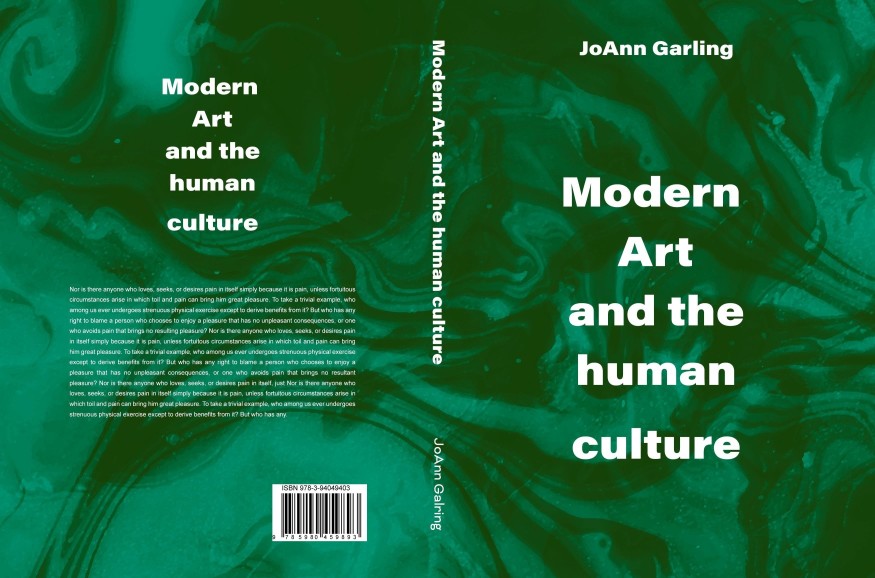 Modern
Art
and the
human
culture
Nor is there anyone who loves, seeks, or desires pain in itself simply because it is pain, unless fortuitous
circumstances arise in which toil and pain can bring him great pleasure. To take a trivial example, who
among us ever undertakes strenuous physical exercise except to derive benefits from it? But who has any
right to blame a person who chooses to enjoy a pleasure that has no unpleasant consequences, or one
who avoids pain that brings no resulting pleasure? Nor is there anyone who loves, seeks, or desires pain
in itself simply because it is pain, unless fortuitous circumstances arise in which toil and pain can bring
him great pleasure. To take a trivial example, who among us ever undergoes strenuous physical exercise
except to derive benefits from it? But who has any right to blame a person who chooses to enjoy a
pleasure that has no unpleasant consequences, or one who avoids pain that brings no resultant
pleasure? Nor is there anyone who loves, seeks, or desires pain in itself, just Nor is there anyone who
loves, seeks, or desires pain in itself simply because it is pain, unless fortuitous circumstances arise in
which toil and pain can bring him great pleasure. To take a trivial example, who among us ever undergoes
strenuous physical exercise except to derive benefits from it? But who has any.
ISBN 978-3-94049403
9 785980 459893
Modern Art and the human culture
JoAnn Galring
JoAnn Garling
Modern
Art
and the
human
culture